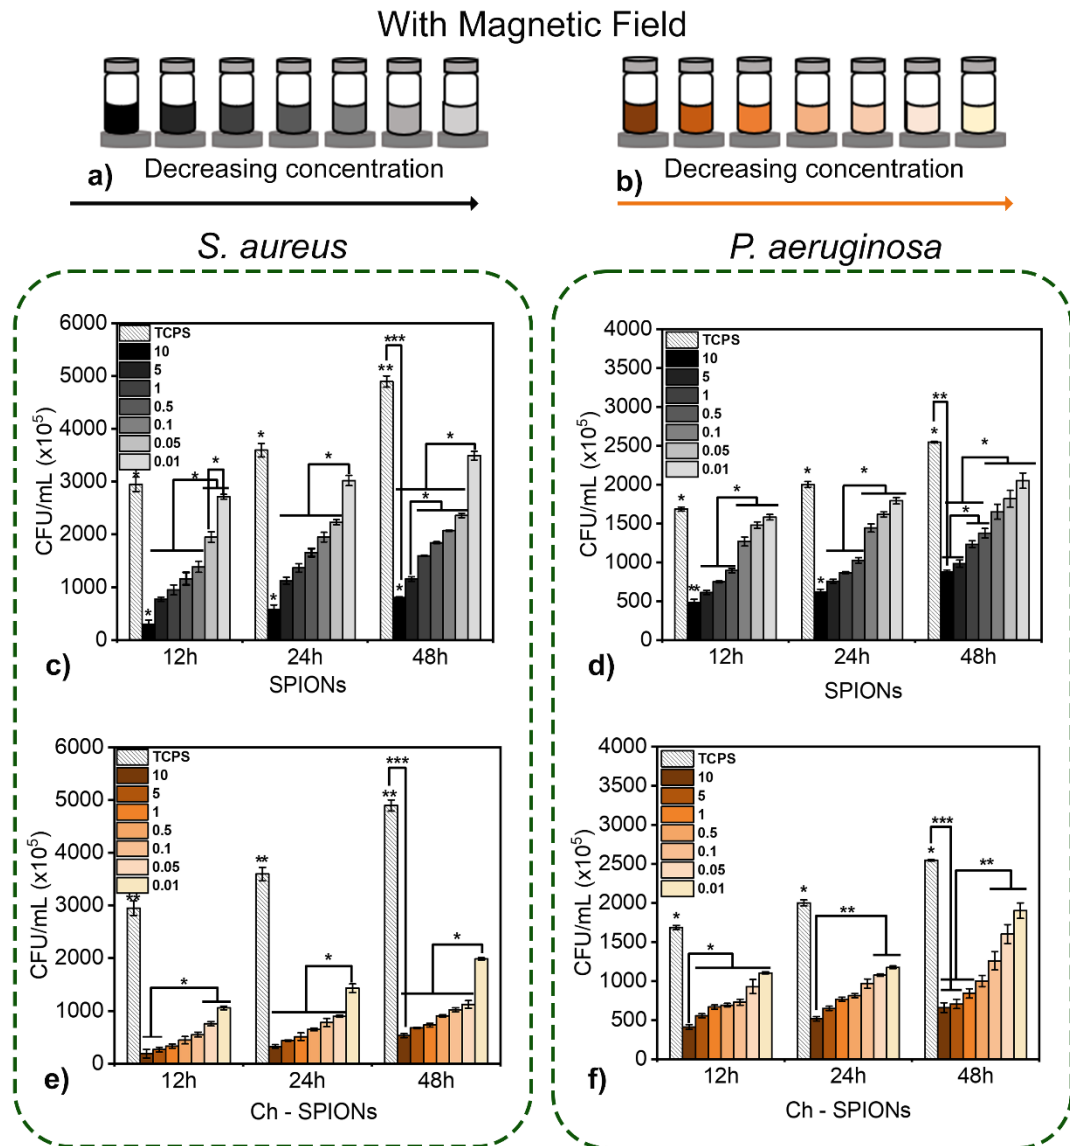 With Magnetic Field
a) Decreasing concentration
b) Decreasing concentration
S. aureus
P. aeruginosa
6000
5000
4000
3000
2000
1000
0
CFU/mL (x10⁵)
TCPS
10
5
1
0.5
0.1
0.05
0.01
*
*
*
*
*
*
*
**
***
*
*
12h
24h
48h
c)
SPIONs
4000
3500
3000
2500
2000
1500
1000
500
0
CFU/mL (x10⁵)
TCPS
10
5
1
0.5
0.1
0.05
0.01
*
**
*
*
*
*
*
**
*
*
12h
24h
48h
d)
SPIONs
6000
5000
4000
3000
2000
1000
0
CFU/mL (x10⁵)
TCPS
10
5
1
0.5
0.1
0.05
0.01
**
*
**
*
**
***
*
12h
24h
48h
e)
Ch - SPIONs
4000
3500
3000
2500
2000
1500
1000
500
0
CFU/mL (x10⁵)
TCPS
10
5
1
0.5
0.1
0.05
0.01
*
*
*
**
*
***
**
12h
24h
48h
f)
Ch - SPIONs